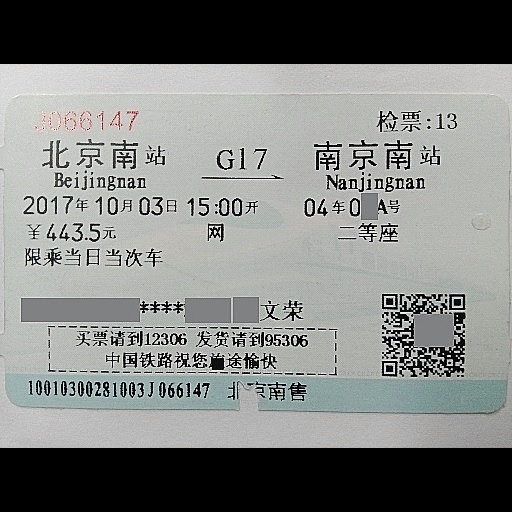 J066147
检票:13
北京南站 G17 南京南站
Beijingnan Nanjingnan
2017年10月03日 15:00开 04车0A号
￥443.5元 网 二等座
限乘当日当次车
****文荣
买票请到12306 发货请到95306
中国铁路祝您旅途愉快
10010300281003J066147 北京南售